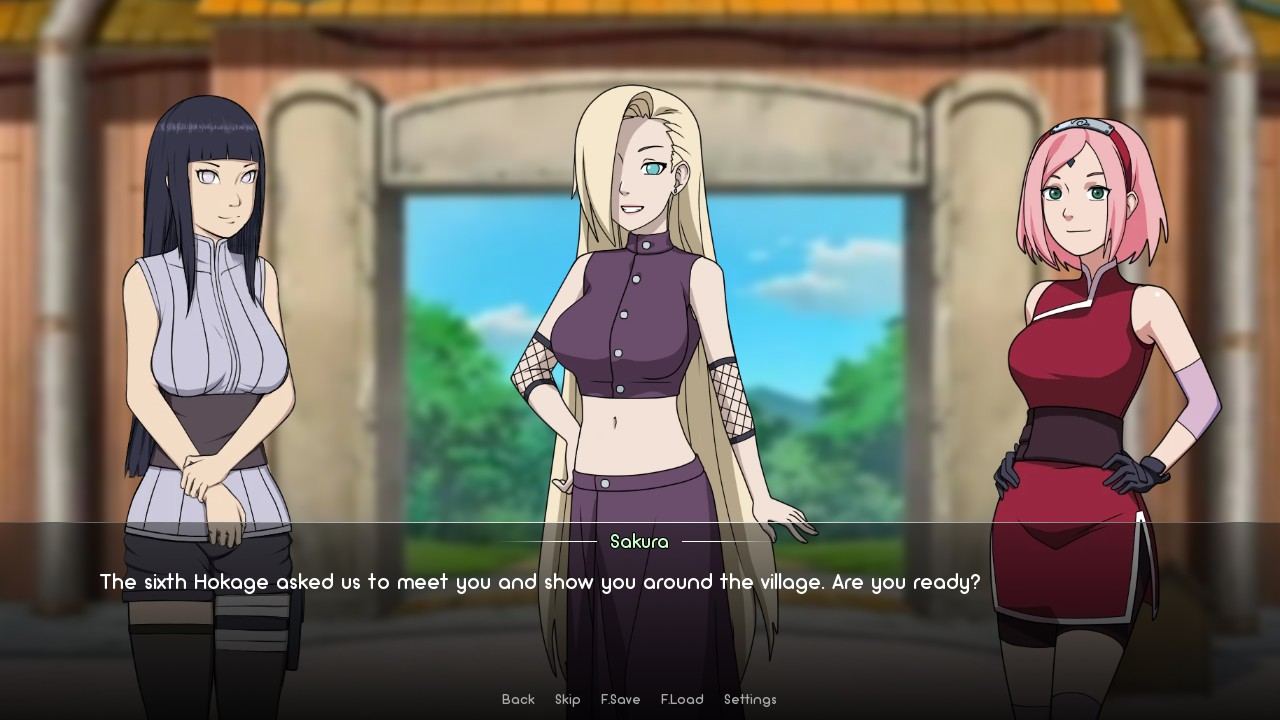 Sakura
The sixth Hokage asked us to meet you and show you around the village. Are you ready?
Back Skip F.Save F.Load Settings